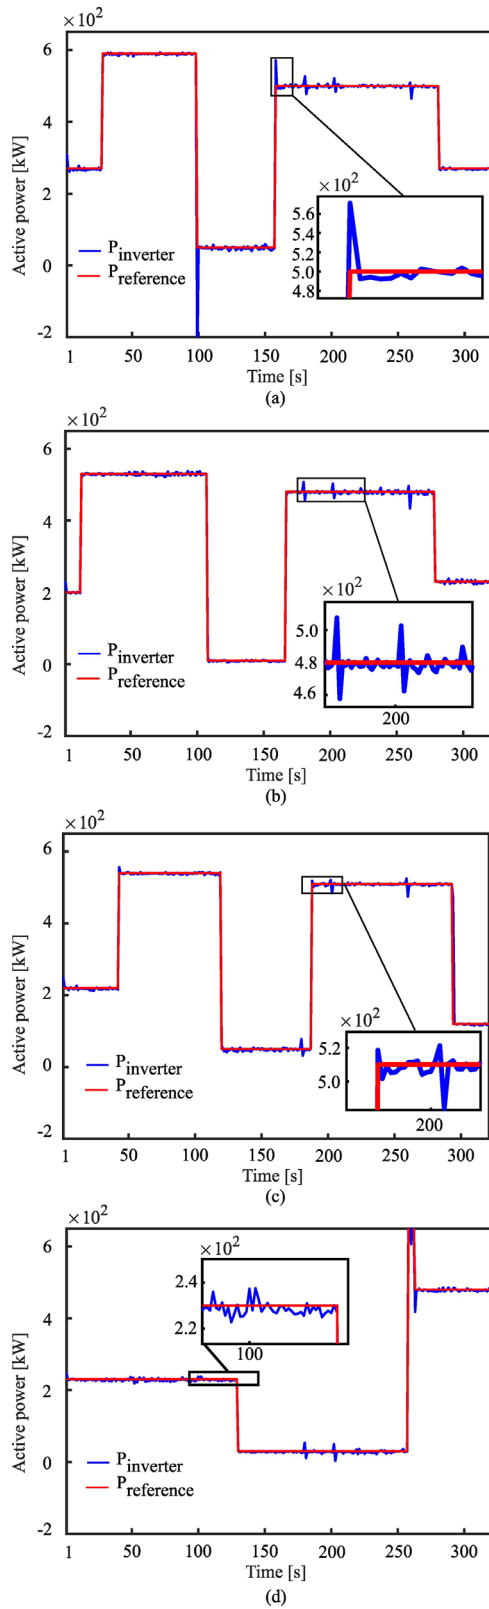 ×10²
6
4
2
0
-2
Active power [kW]
P_inverter
P_reference
×10²
5.6
5.4
5.2
5.0
4.8
1 50 100 150 200 250 300
Time [s]
(a)
×10²
6
4
2
0
-2
Active power [kW]
P_inverter
P_reference
×10²
5.0
4.8
4.6
200
1 50 100 150 200 250 300
Time [s]
(b)
×10²
6
4
2
0
-2
Active power [kW]
P_inverter
P_reference
×10²
5.2
5.0
200
1 50 100 150 200 250 300
Time [s]
(c)
×10²
6
4
2
0
-2
Active power [kW]
×10²
2.4
2.2
100
P_inverter
P_reference
1 50 100 150 200 250 300
Time [s]
(d)